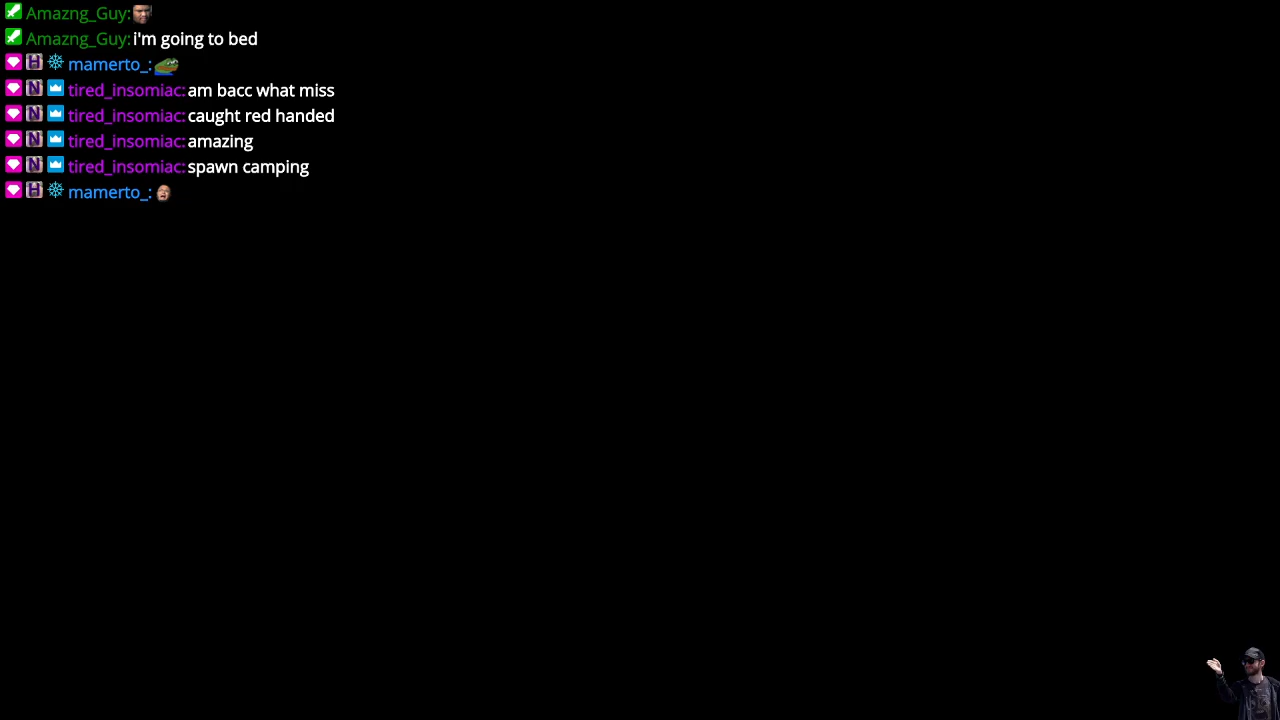 Amazng_Guy:
Amazng_Guy: i'm going to bed
H mamerto_:
N tired_insomiac: am bacc what miss
N tired_insomiac: caught red handed
N tired_insomiac: amazing
N tired_insomiac: spawn camping
H mamerto_: